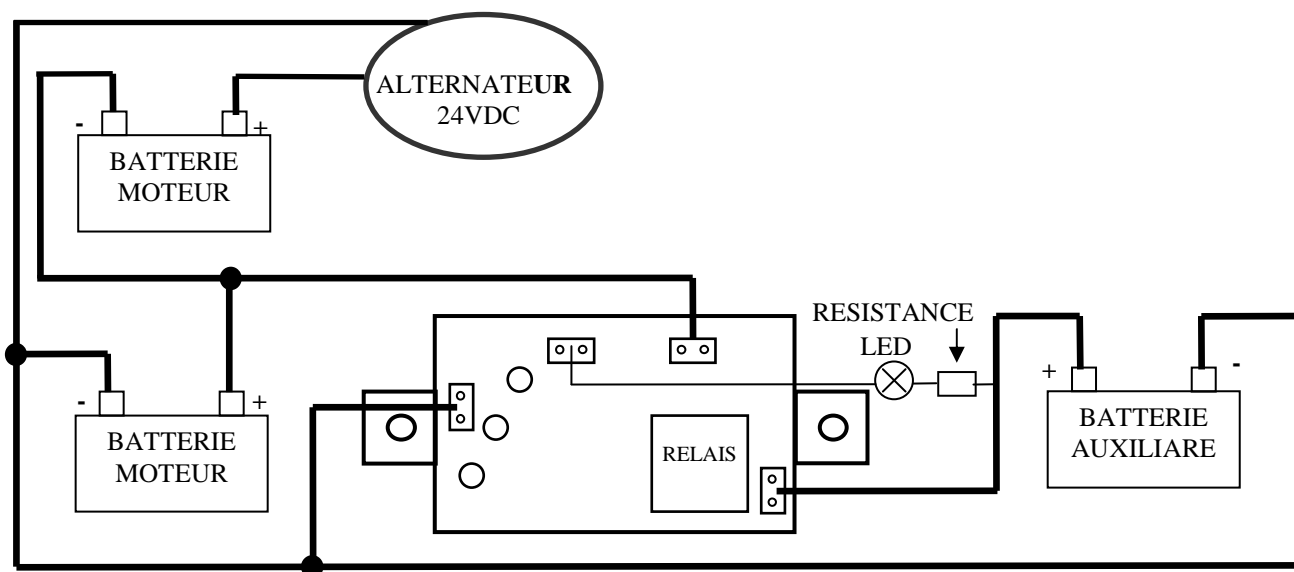 ALTERNATEUR
24VDC
- +
BATTERIE
MOTEUR
RESISTANCE
LED
+ -
- +
BATTERIE
MOTEUR
RELAIS
BATTERIE
AUXILIARE